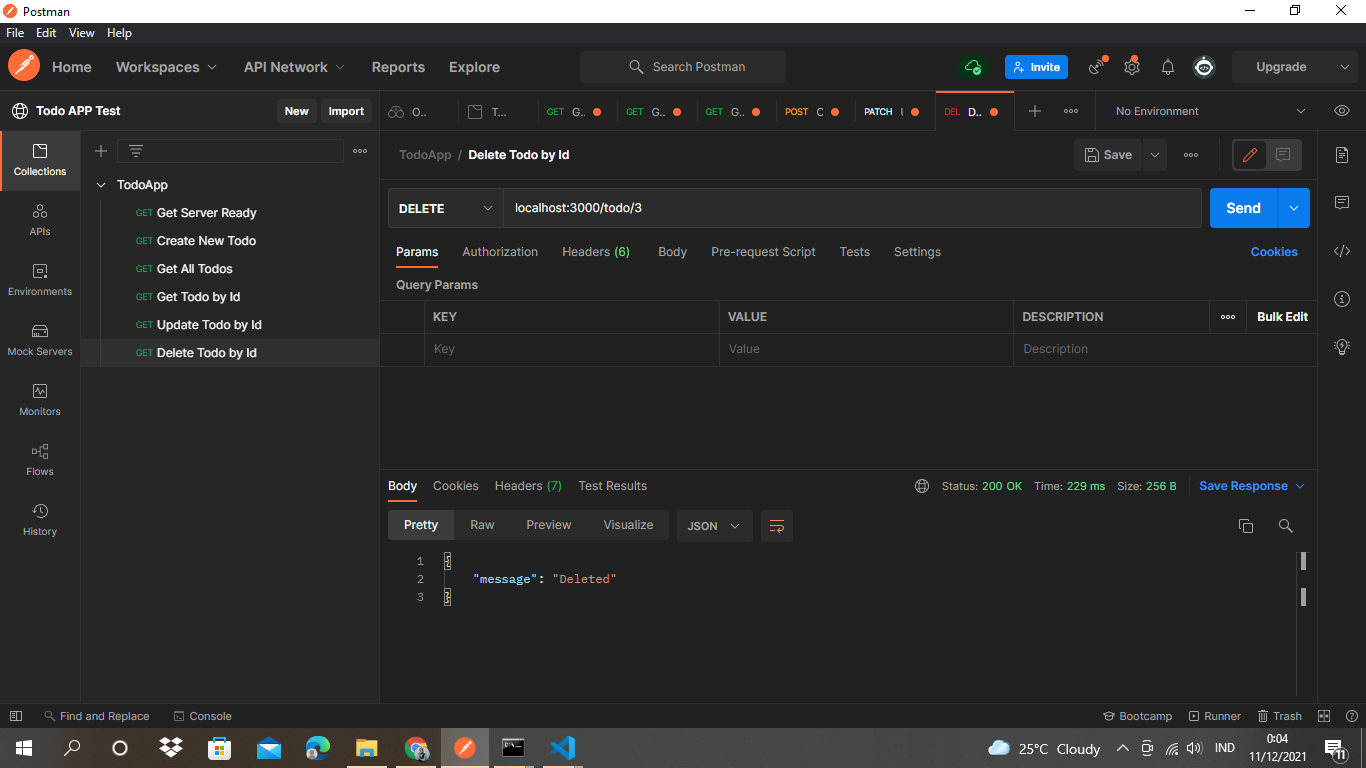 Postman
File Edit View Help
Home Workspaces API Network Reports Explore Search Postman Invite Upgrade
Todo APP Test New Import O.. T... GET G.. GET G.. GET G.. POST C PATCH DEL D.. No Environment
TodoApp / Delete Todo by Id Save
Collections
TodoApp
GET Get Server Ready
GET Create New Todo
GET Get All Todos
GET Get Todo by Id
GET Update Todo by Id
GET Delete Todo by Id
APIs
Environments
Mock Servers
Monitors
Flows
History
DELETE localhost:3000/todo/3 Send
Params Authorization Headers (6) Body Pre-request Script Tests Settings Cookies
Query Params
KEY VALUE DESCRIPTION Bulk Edit
Key Value Description
Body Cookies Headers (7) Test Results Status: 200 OK Time: 229 ms Size: 256 B Save Response
Pretty Raw Preview Visualize JSON
1 {
2 "message": "Deleted"
3 }
Find and Replace Console Bootcamp Runner Trash
25°C Cloudy IND 0:04
11/12/2021 11